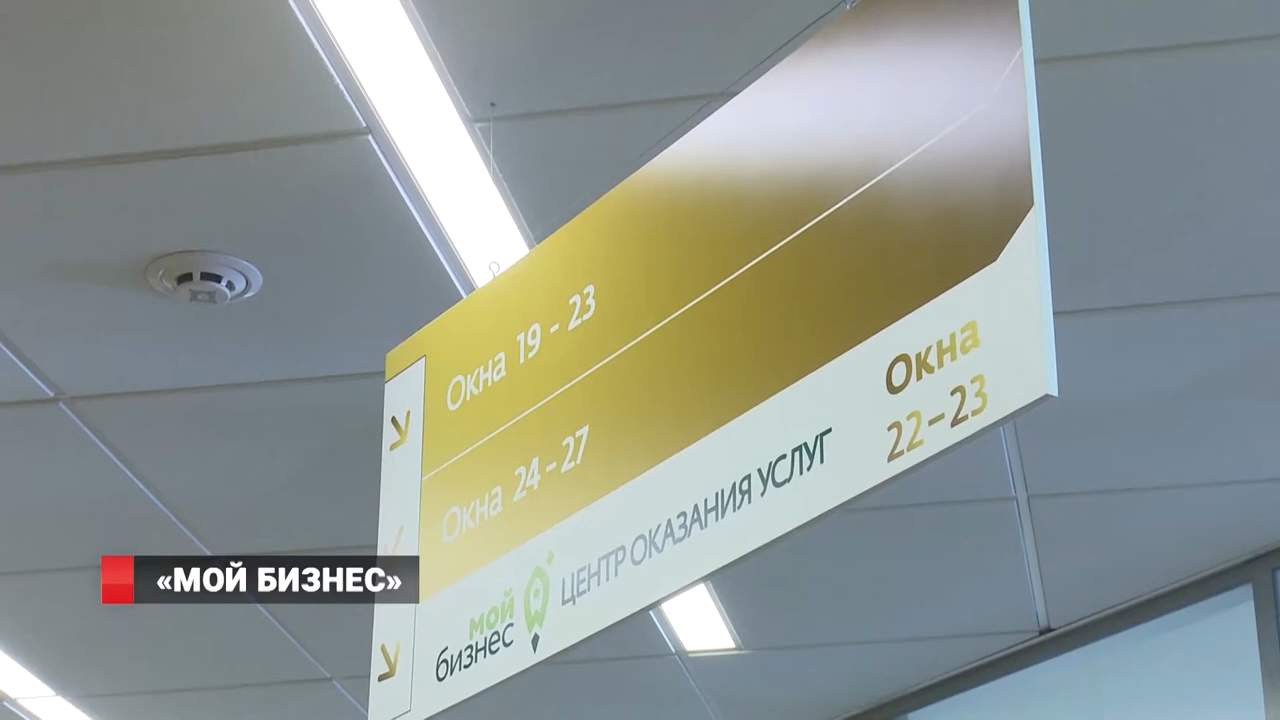 Окна 19 - 23
Окна 24 - 27
мой
бизнес
ЦЕНТР ОКАЗАНИЯ УСЛУГ
Окна
22-23
«МОЙ БИЗНЕС»